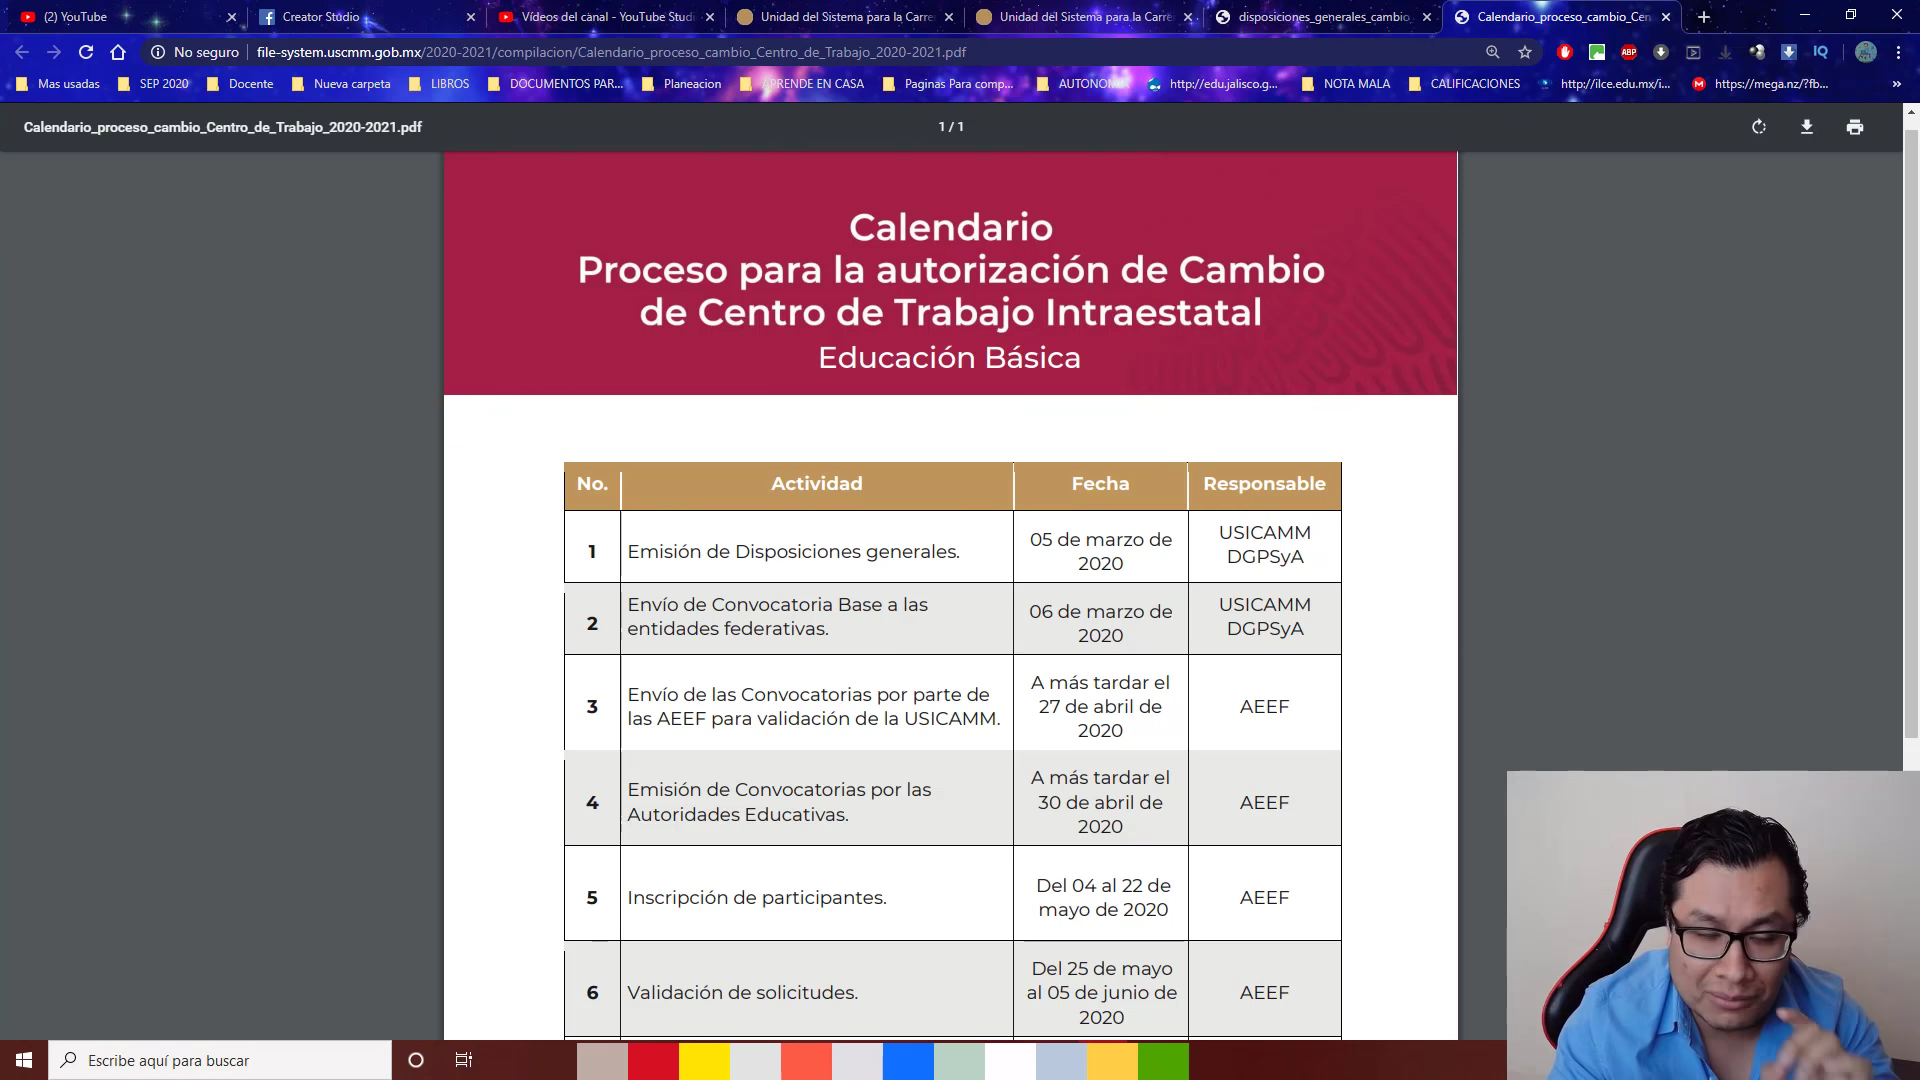 (2) YouTube
Creator Studio
Vídeos del canal - YouTube Studi
Unidad del Sistema para la Carre
Unidad del Sistema para la Carre
disposiciones_generales_cambio_
Calendario_proceso_cambio_Cen
No seguro
file-system.uscmm.gob.mx/2020-2021/compilacion/Calendario_proceso_cambio_Centro_de_Trabajo_2020-2021.pdf
ABP
IQ
Mas usadas
SEP 2020
Docente
Nueva carpeta
LIBROS
DOCUMENTOS PAR...
Planeacion
APRENDE EN CASA
Paginas Para comp...
AUTONOMIA
http://edu.jalisco.g...
NOTA MALA
CALIFICACIONES
http://ilce.edu.mx/i...
https://mega.nz/?fb...
Calendario_proceso_cambio_Centro_de_Trabajo_2020-2021.pdf
1 / 1
Calendario
Proceso para la autorización de Cambio
de Centro de Trabajo Intraestatal
Educación Básica
No.
Actividad
Fecha
Responsable
1
Emisión de Disposiciones generales.
05 de marzo de
2020
USICAMM
DGPSyA
2
Envío de Convocatoria Base a las
entidades federativas.
06 de marzo de
2020
USICAMM
DGPSyA
3
Envío de las Convocatorias por parte de
las AEEF para validación de la USICAMM.
A más tardar el
27 de abril de
2020
AEEF
4
Emisión de Convocatorias por las
Autoridades Educativas.
A más tardar el
30 de abril de
2020
AEEF
5
Inscripción de participantes.
Del 04 al 22 de
mayo de 2020
AEEF
6
Validación de solicitudes.
Del 25 de mayo
al 05 de junio de
2020
AEEF
Escribe aquí para buscar